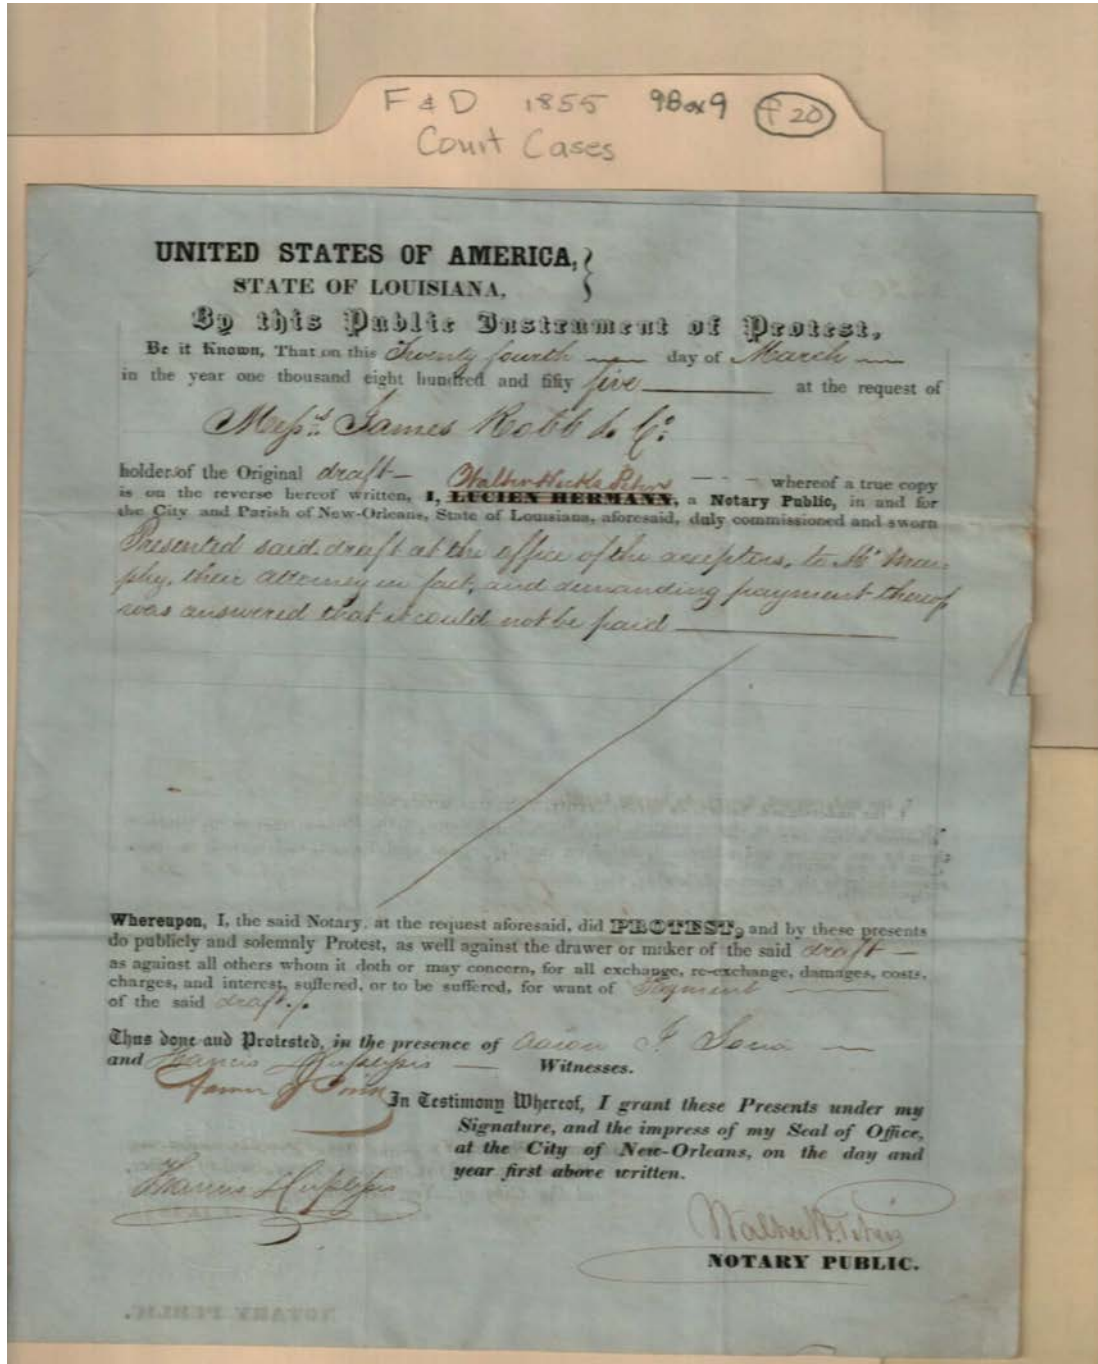 F & D 1855 9Box9 f 20
Court Cases
UNITED STATES OF AMERICA,
STATE OF LOUISIANA,
By this Public Instrument of Protest,
Be it Known, That on this Twenty fourth day of March
in the year one thousand eight hundred and fifty five at the request of
Messrs. James Robb & Co.
holder of the Original draft — whereof a true copy
Walter Hicks Peters
is on the reverse hereof written, I, LUCIEN HERMANN, a Notary Public, in and for
the City and Parish of New-Orleans, State of Louisiana, aforesaid, duly commissioned and sworn
Presented said draft at the office of the acceptors, to Mr
phy, their attorney in fact, and demanding payment thereof
was answered that it could not be paid
Whereupon, I, the said Notary, at the request aforesaid, did PROTEST, and by these presents
do publicly and solemnly Protest, as well against the drawer or maker of the said draft —
as against all others whom it doth or may concern, for all exchange, re-exchange, damages, costs,
charges, and interest, suffered, or to be suffered, for want of Payment
of the said draft.
Thus done and Protested, in the presence of Aaron J
and Francis Witnesses.
In Testimony Whereof, I grant these Presents under my
Signature, and the impress of my Seal of Office,
at the City of New-Orleans, on the day and
year first above written.
Francis
Walter H. Peters
NOTARY PUBLIC.